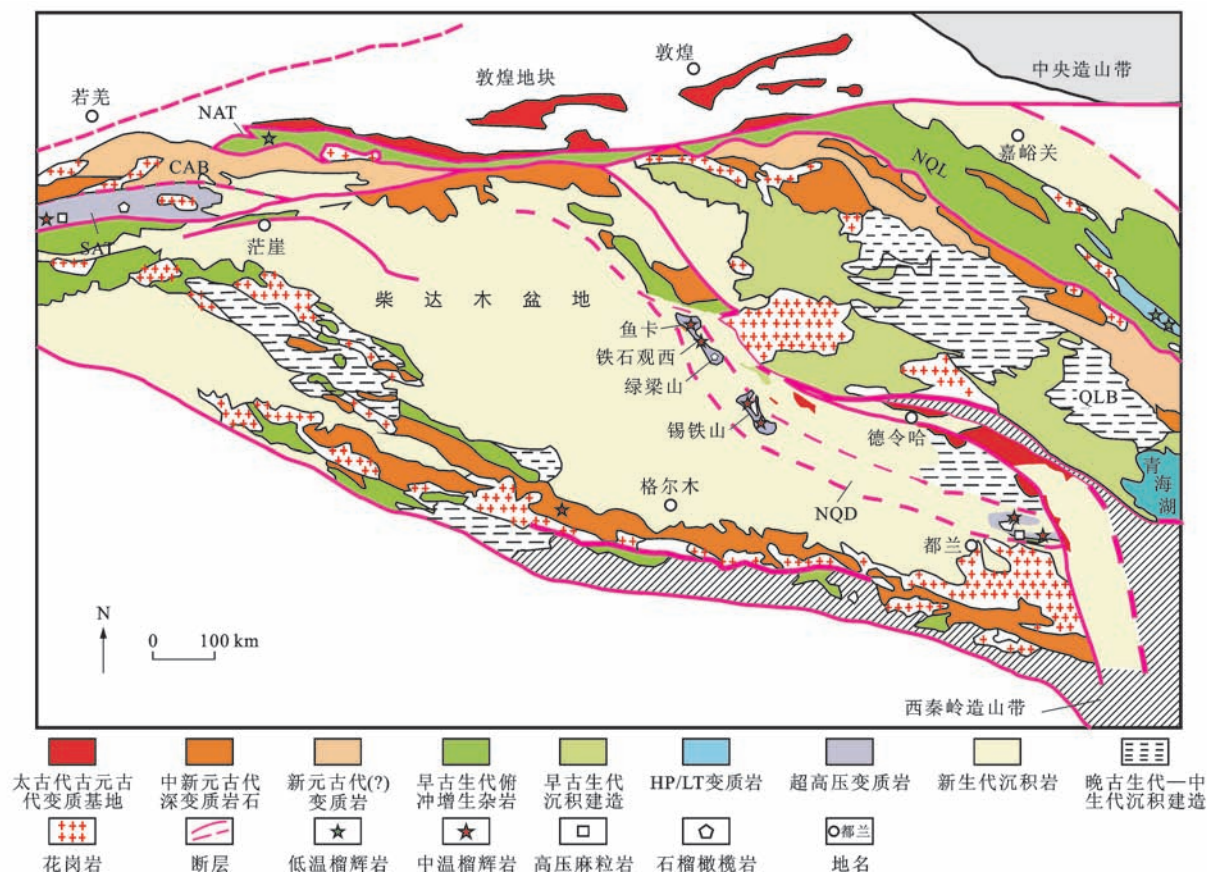 敦煌
中央造山带
敦煌地块
若羌
NAT
嘉峪关
NQL
CAB
SAT
茫崖
柴达木盆地
鱼卡
铁石观西
绿梁山
QLB
锡铁山
德令哈
青海湖
格尔木
NQD
都兰
N
0 100 km
西秦岭造山带
太古代古元古
代变质基地
中新元古代
深变质岩石
新元古代(?)
变质岩
早古生代俯
冲增生杂岩
早古生代
沉积建造
HP/LT变质岩
超高压变质岩
新生代沉积岩
晚古生代—中
生代沉积建造
花岗岩
断层
低温榴辉岩
中温榴辉岩
高压麻粒岩
石榴橄榄岩
都兰
地名